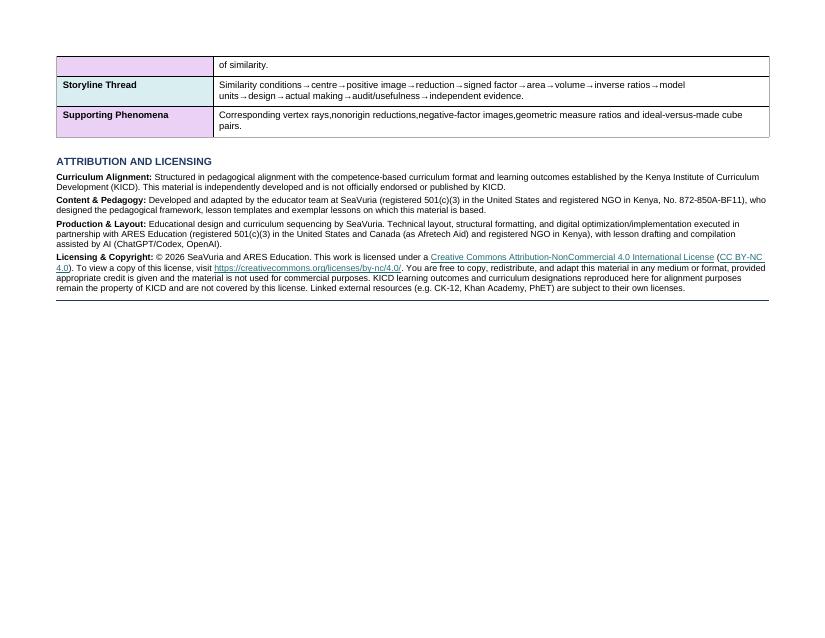 of similarity.
Storyline Thread
Similarity conditions→centre→positive image→reduction→signed factor→area→volume→inverse ratios→model
units→design→actual making→audit/usefulness→independent evidence.
Supporting Phenomena
Corresponding vertex rays,nonorigin reductions,negative-factor images,geometric measure ratios and ideal-versus-made cube
pairs.
ATTRIBUTION AND LICENSING
Curriculum Alignment: Structured in pedagogical alignment with the competence-based curriculum format and learning outcomes established by the Kenya Institute of Curriculum
Development (KICD). This material is independently developed and is not officially endorsed or published by KICD.
Content & Pedagogy: Developed and adapted by the educator team at SeaVuria (registered 501(c)(3) in the United States and registered NGO in Kenya, No. 872-850A-BF11), who
designed the pedagogical framework, lesson templates and exemplar lessons on which this material is based.
Production & Layout: Educational design and curriculum sequencing by SeaVuria. Technical layout, structural formatting, and digital optimization/implementation executed in
partnership with ARES Education (registered 501(c)(3) in the United States and Canada (as Afretech Aid) and registered NGO in Kenya), with lesson drafting and compilation
assisted by AI (ChatGPT/Codex, OpenAI).
Licensing & Copyright: © 2026 SeaVuria and ARES Education. This work is licensed under a Creative Commons Attribution-NonCommercial 4.0 International License (CC BY-NC
4.0). To view a copy of this license, visit https://creativecommons.org/licenses/by-nc/4.0/. You are free to copy, redistribute, and adapt this material in any medium or format, provided
appropriate credit is given and the material is not used for commercial purposes. KICD learning outcomes and curriculum designations reproduced here for alignment purposes
remain the property of KICD and are not covered by this license. Linked external resources (e.g. CK-12, Khan Academy, PhET) are subject to their own licenses.